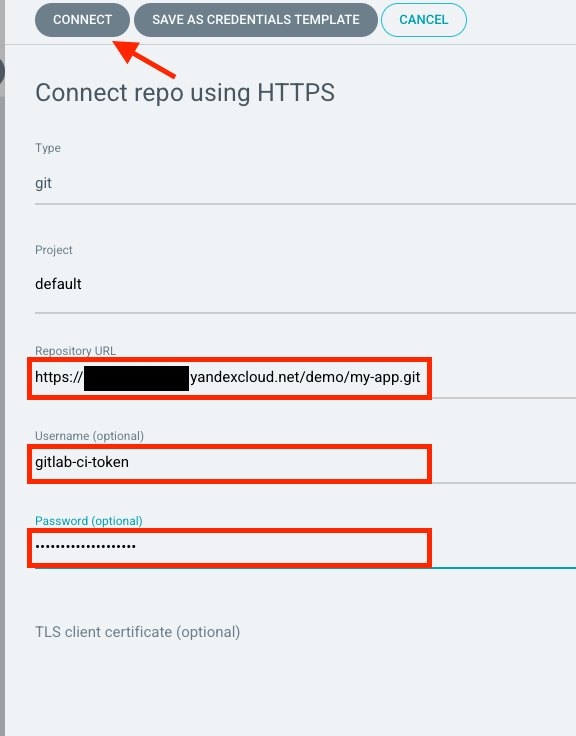 CONNECT SAVE AS CREDENTIALS TEMPLATE CANCEL
Connect repo using HTTPS
Type
git
Project
default
Repository URL
https:// yandexcloud.net/demo/my-app.git
Username (optional)
gitlab-ci-token
Password (optional)
••••••••••••••••••••
TLS client certificate (optional)